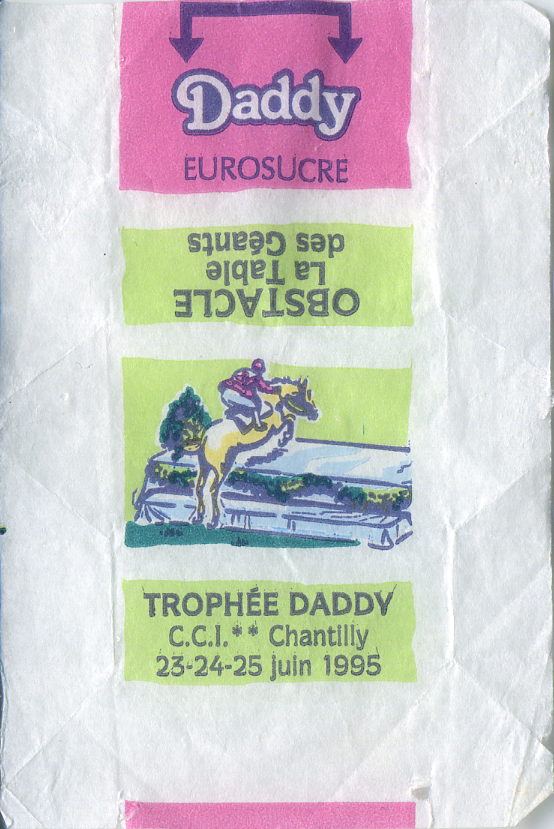 Daddy
EUROSUCRE
OBSTACLE
La Table
des Géants
TROPHÉE DADDY
C.C.I.** Chantilly
23-24-25 juin 1995